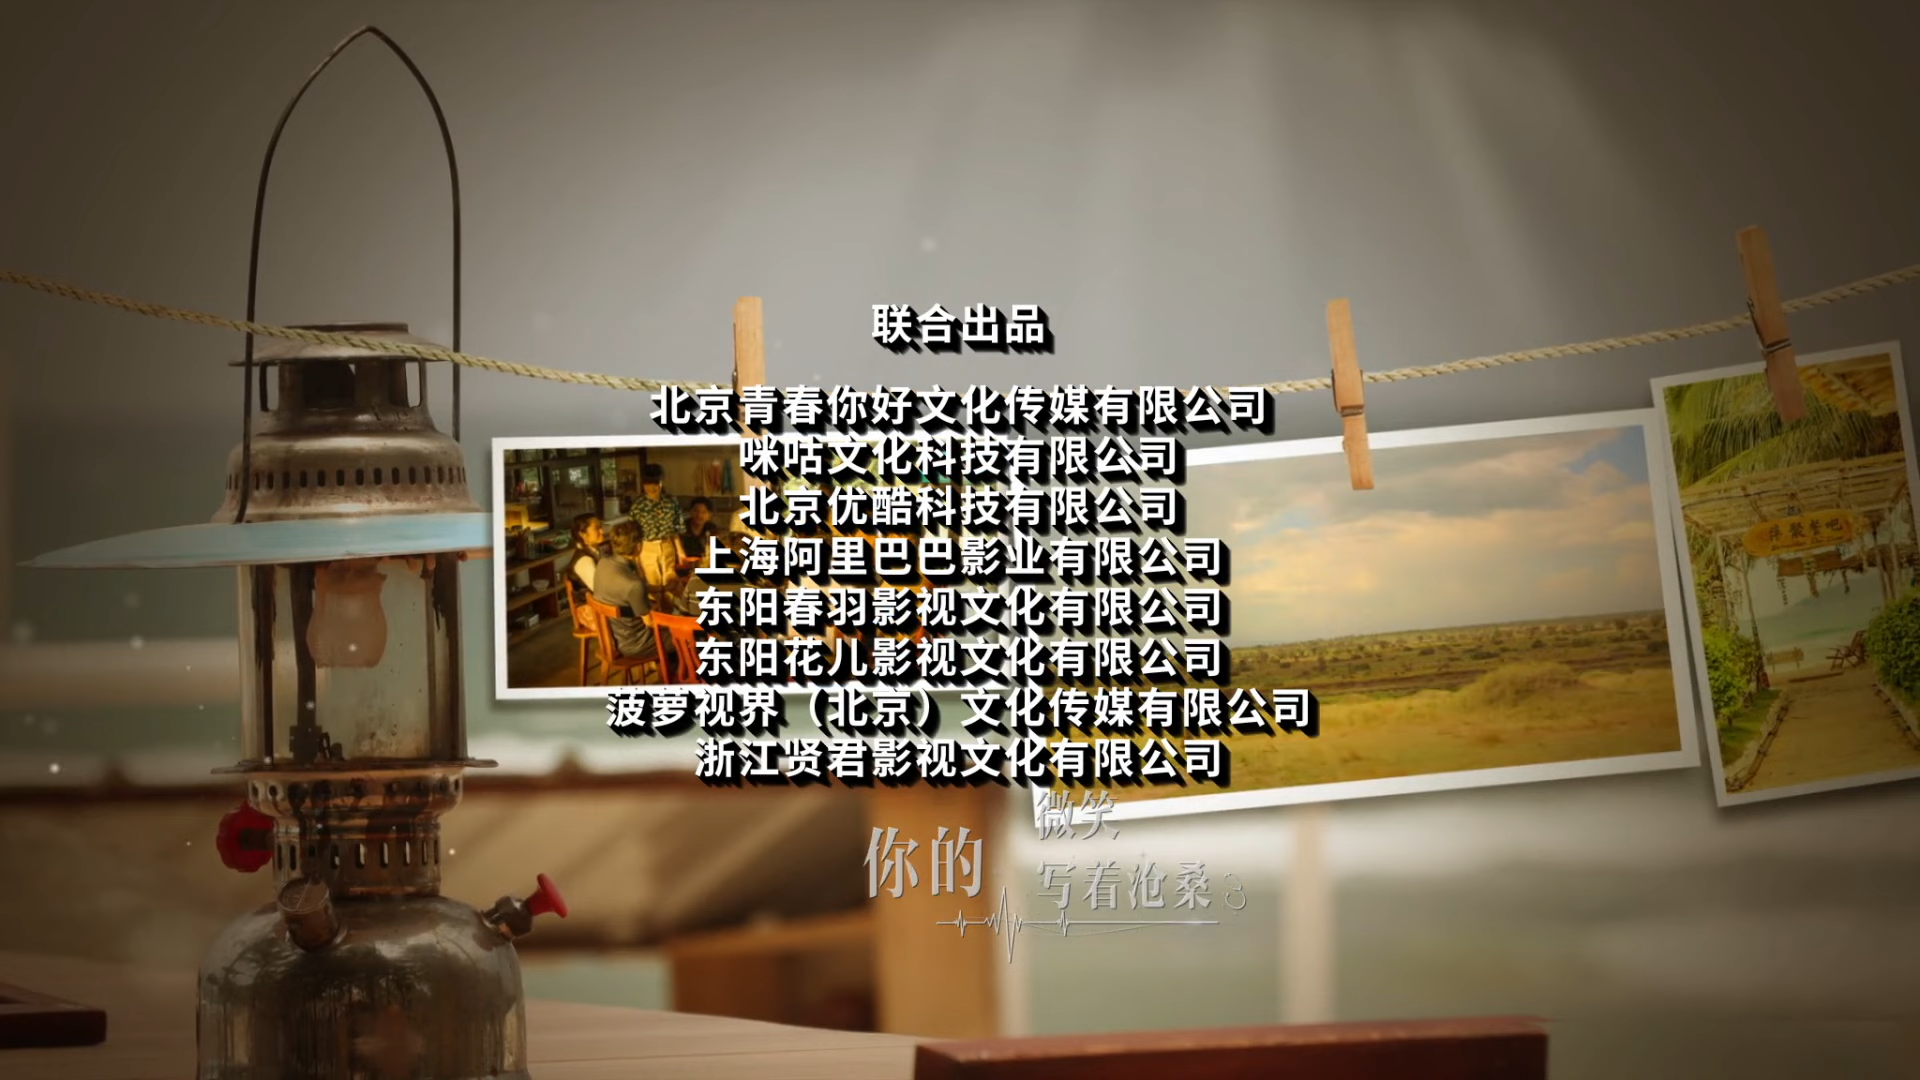 联合出品
北京青春你好文化传媒有限公司
咪咕文化科技有限公司
北京优酷科技有限公司
上海阿里巴巴影业有限公司
东阳春羽影视文化有限公司
东阳花儿影视文化有限公司
菠萝视界（北京）文化传媒有限公司
浙江贤君影视文化有限公司
你的
微笑
写着沧桑3